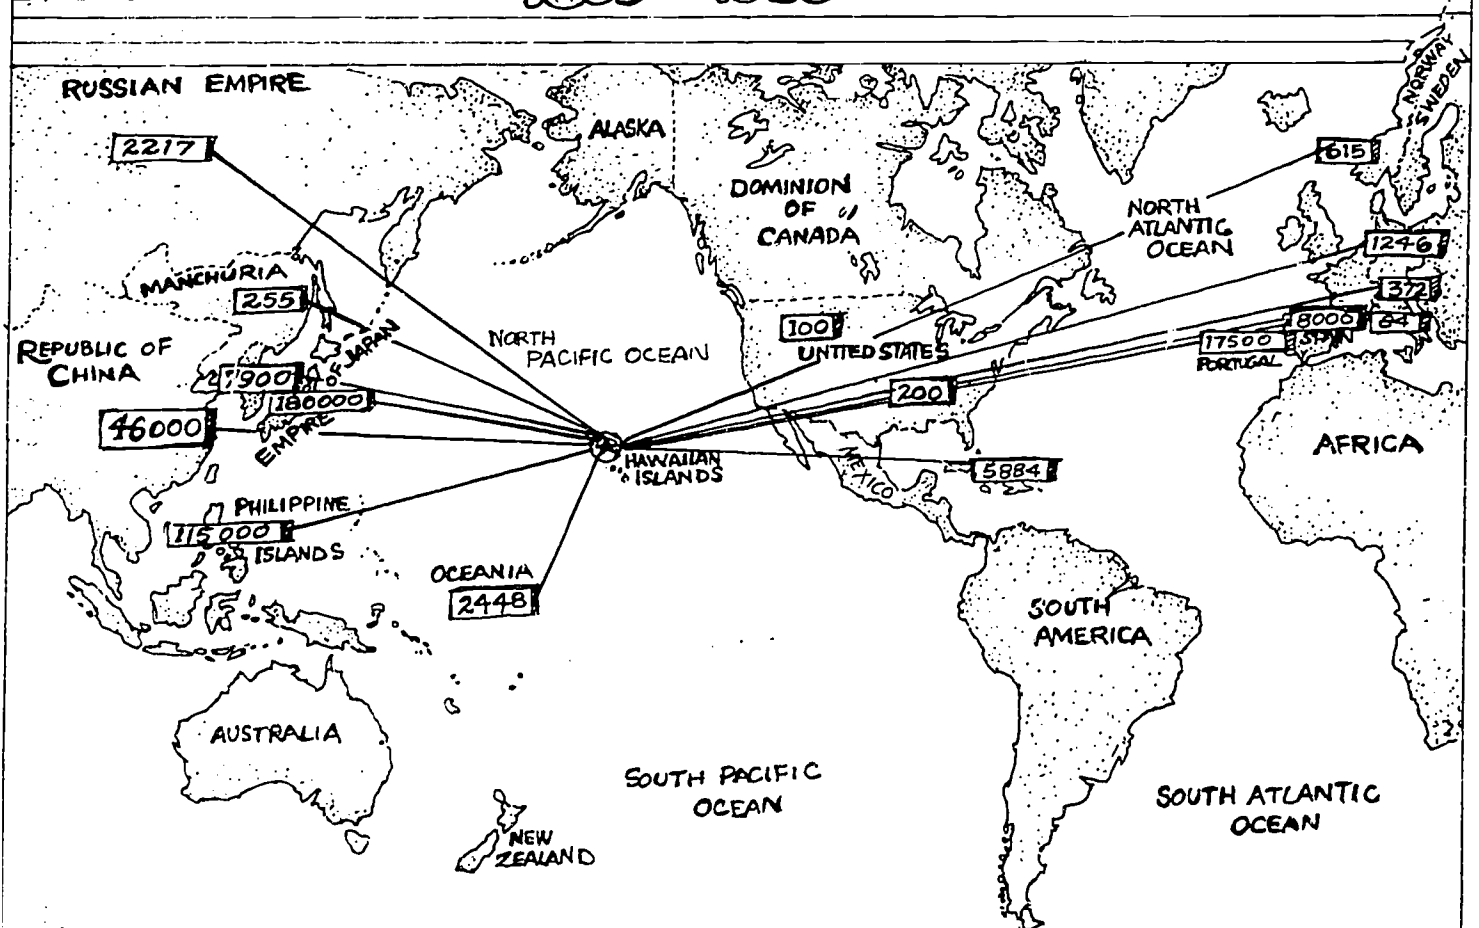 RUSSIAN EMPIRE
2217
ALASKA
DOMINION
OF
CANADA
NORTH
ATLANTIC
OCEAN
NORWAY
SWEDEN
615
1246
372
8000
64
SPAIN
17500
PORTUGAL
MANCHURIA
255
REPUBLIC OF
CHINA
7900
180000
EMPIRE
OF JAPAN
46000
NORTH
PACIFIC OCEAN
100
UNTIED STATES
200
HAWAIIAN
ISLANDS
MEXICO
5884
AFRICA
PHILIPPINE
115000
ISLANDS
OCEANIA
2448
SOUTH
AMERICA
AUSTRALIA
SOUTH PACIFIC
OCEAN
SOUTH ATLANTIC
OCEAN
NEW
ZEALAND